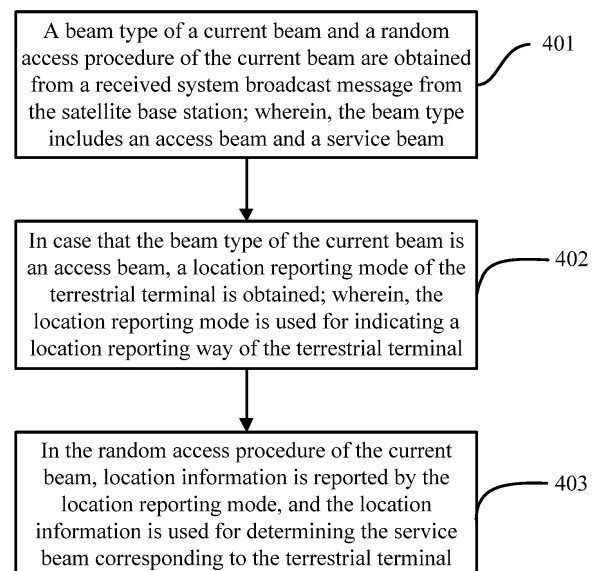 A beam type of a current beam and a random
access procedure of the current beam are obtained
from a received system broadcast message from
the satellite base station; wherein, the beam type
includes an access beam and a service beam
401
In case that the beam type of the current beam is
an access beam, a location reporting mode of the
terrestrial terminal is obtained; wherein, the
location reporting mode is used for indicating a
location reporting way of the terrestrial terminal
402
In the random access procedure of the current
beam, location information is reported by the
location reporting mode, and the location
information is used for determining the service
beam corresponding to the terrestrial terminal
403